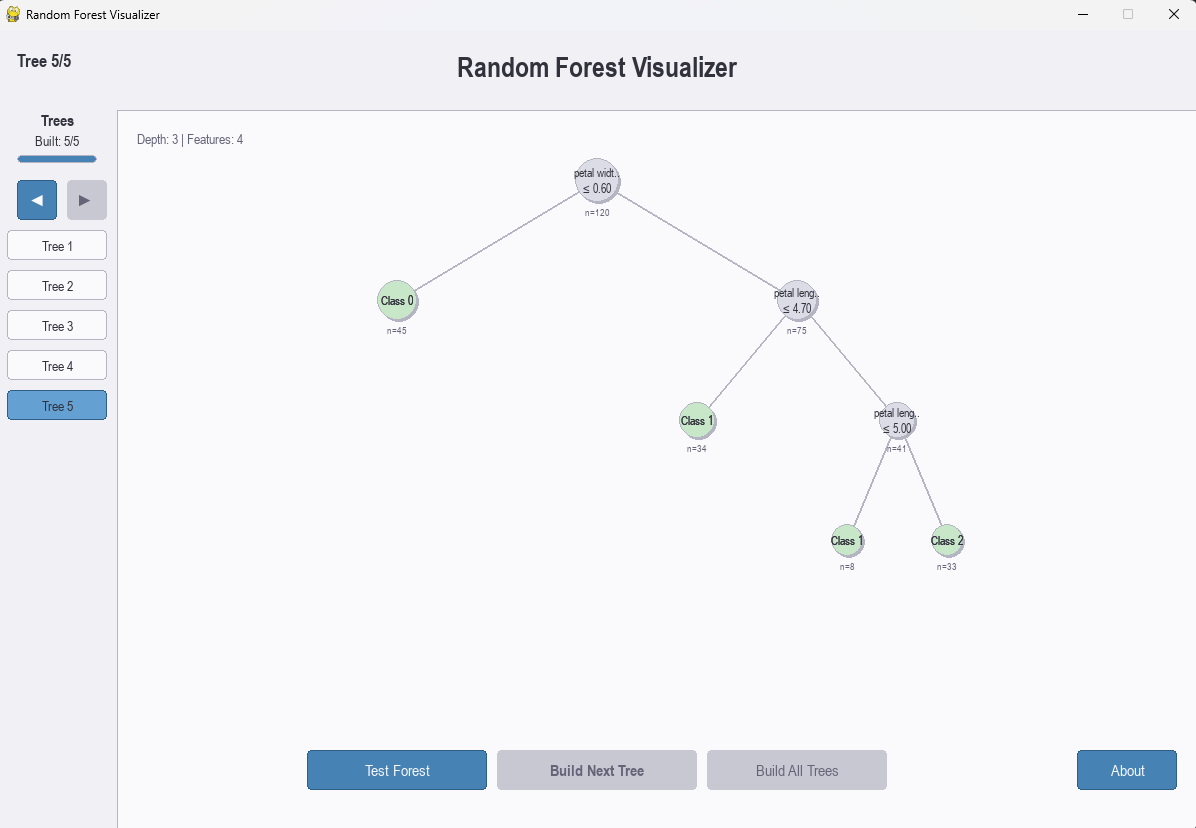 Random Forest Visualizer
Tree 5/5
Random Forest Visualizer
Trees
Built: 5/5
Tree 1
Tree 2
Tree 3
Tree 4
Tree 5
Depth: 3 | Features: 4
petal widt..
≤ 0.60
n=120
Class 0
n=45
petal leng..
≤ 4.70
n=75
Class 1
n=34
petal leng..
≤ 5.00
n=41
Class 1
n=8
Class 2
n=33
Test Forest
Build Next Tree
Build All Trees
About